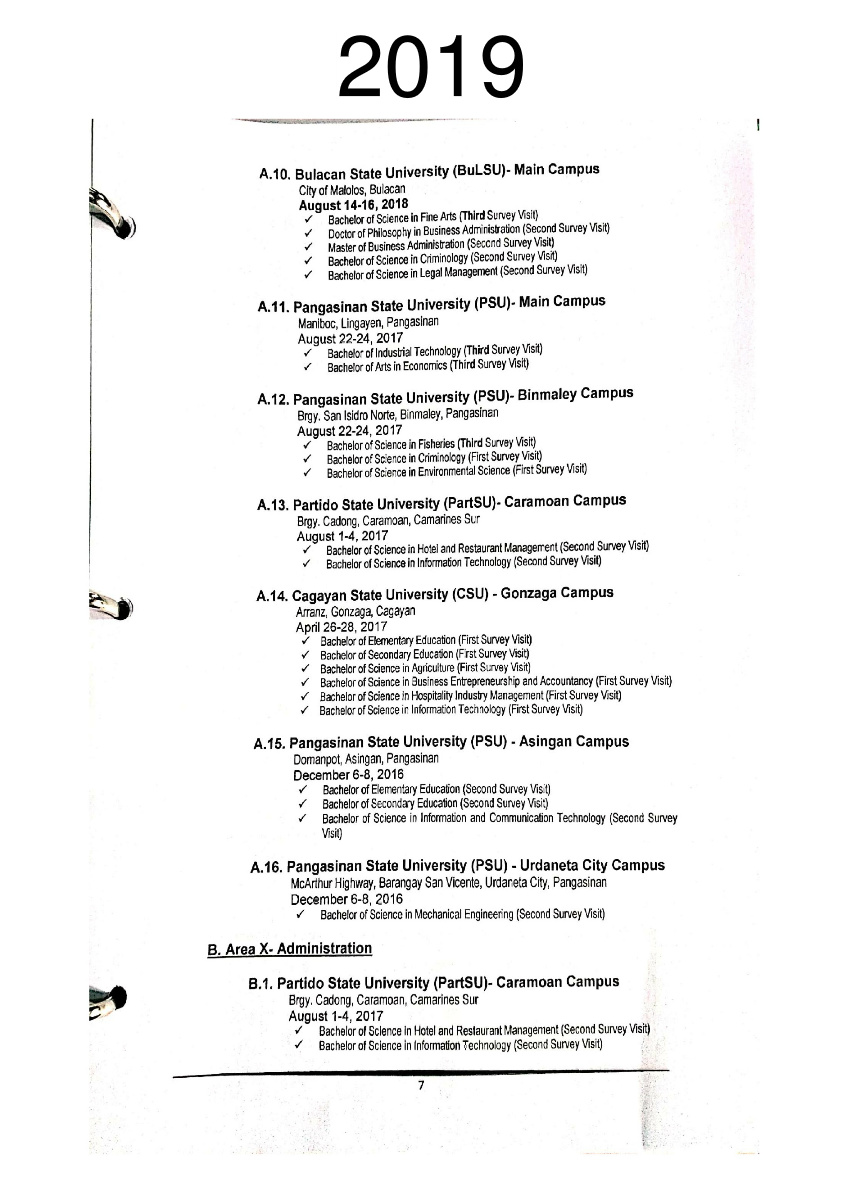 2019
A.10. Bulacan State University (BuLSU)- Main Campus
City of Malolos, Bulacan
August 14-16, 2018
✓ Bachelor of Science in Fine Arts (Third Survey Visit)
✓ Doctor of Philosophy in Business Administration (Second Survey Visit)
✓ Master of Business Administration (Second Survey Visit)
✓ Bachelor of Science in Criminology (Second Survey Visit)
✓ Bachelor of Science in Legal Management (Second Survey Visit)
A.11. Pangasinan State University (PSU)- Main Campus
Maniboc, Lingayen, Pangasinan
August 22-24, 2017
✓ Bachelor of Industrial Technology (Third Survey Visit)
✓ Bachelor of Arts in Economics (Third Survey Visit)
A.12. Pangasinan State University (PSU)- Binmaley Campus
Brgy. San Isidro Norte, Binmaley, Pangasinan
August 22-24, 2017
✓ Bachelor of Science in Fisheries (Third Survey Visit)
✓ Bachelor of Science in Criminology (First Survey Visit)
✓ Bachelor of Science in Environmental Science (First Survey Visit)
A.13. Partido State University (PartSU)- Caramoan Campus
Brgy. Cadong, Caramoan, Camarines Sur
August 1-4, 2017
✓ Bachelor of Science in Hotel and Restaurant Management (Second Survey Visit)
✓ Bachelor of Science in Information Technology (Second Survey Visit)
A.14. Cagayan State University (CSU) - Gonzaga Campus
Arranz, Gonzaga, Cagayan
April 26-28, 2017
✓ Bachelor of Elementary Education (First Survey Visit)
✓ Bachelor of Secondary Education (First Survey Visit)
✓ Bachelor of Science in Agriculture (First Survey Visit)
✓ Bachelor of Science in Business Entrepreneurship and Accountancy (First Survey Visit)
✓ Bachelor of Science in Hospitality Industry Management (First Survey Visit)
✓ Bachelor of Science in Information Technology (First Survey Visit)
A.15. Pangasinan State University (PSU) - Asingan Campus
Domanpot, Asingan, Pangasinan
December 6-8, 2016
✓ Bachelor of Elementary Education (Second Survey Visit)
✓ Bachelor of Secondary Education (Second Survey Visit)
✓ Bachelor of Science in Information and Communication Technology (Second Survey
Visit)
A.16. Pangasinan State University (PSU) - Urdaneta City Campus
McArthur Highway, Barangay San Vicente, Urdaneta City, Pangasinan
December 6-8, 2016
✓ Bachelor of Science in Mechanical Engineering (Second Survey Visit)
B. Area X- Administration
B.1. Partido State University (PartSU)- Caramoan Campus
Brgy. Cadong, Caramoan, Camarines Sur
August 1-4, 2017
✓ Bachelor of Science in Hotel and Restaurant Management (Second Survey Visit)
✓ Bachelor of Science in Information Technology (Second Survey Visit)
7